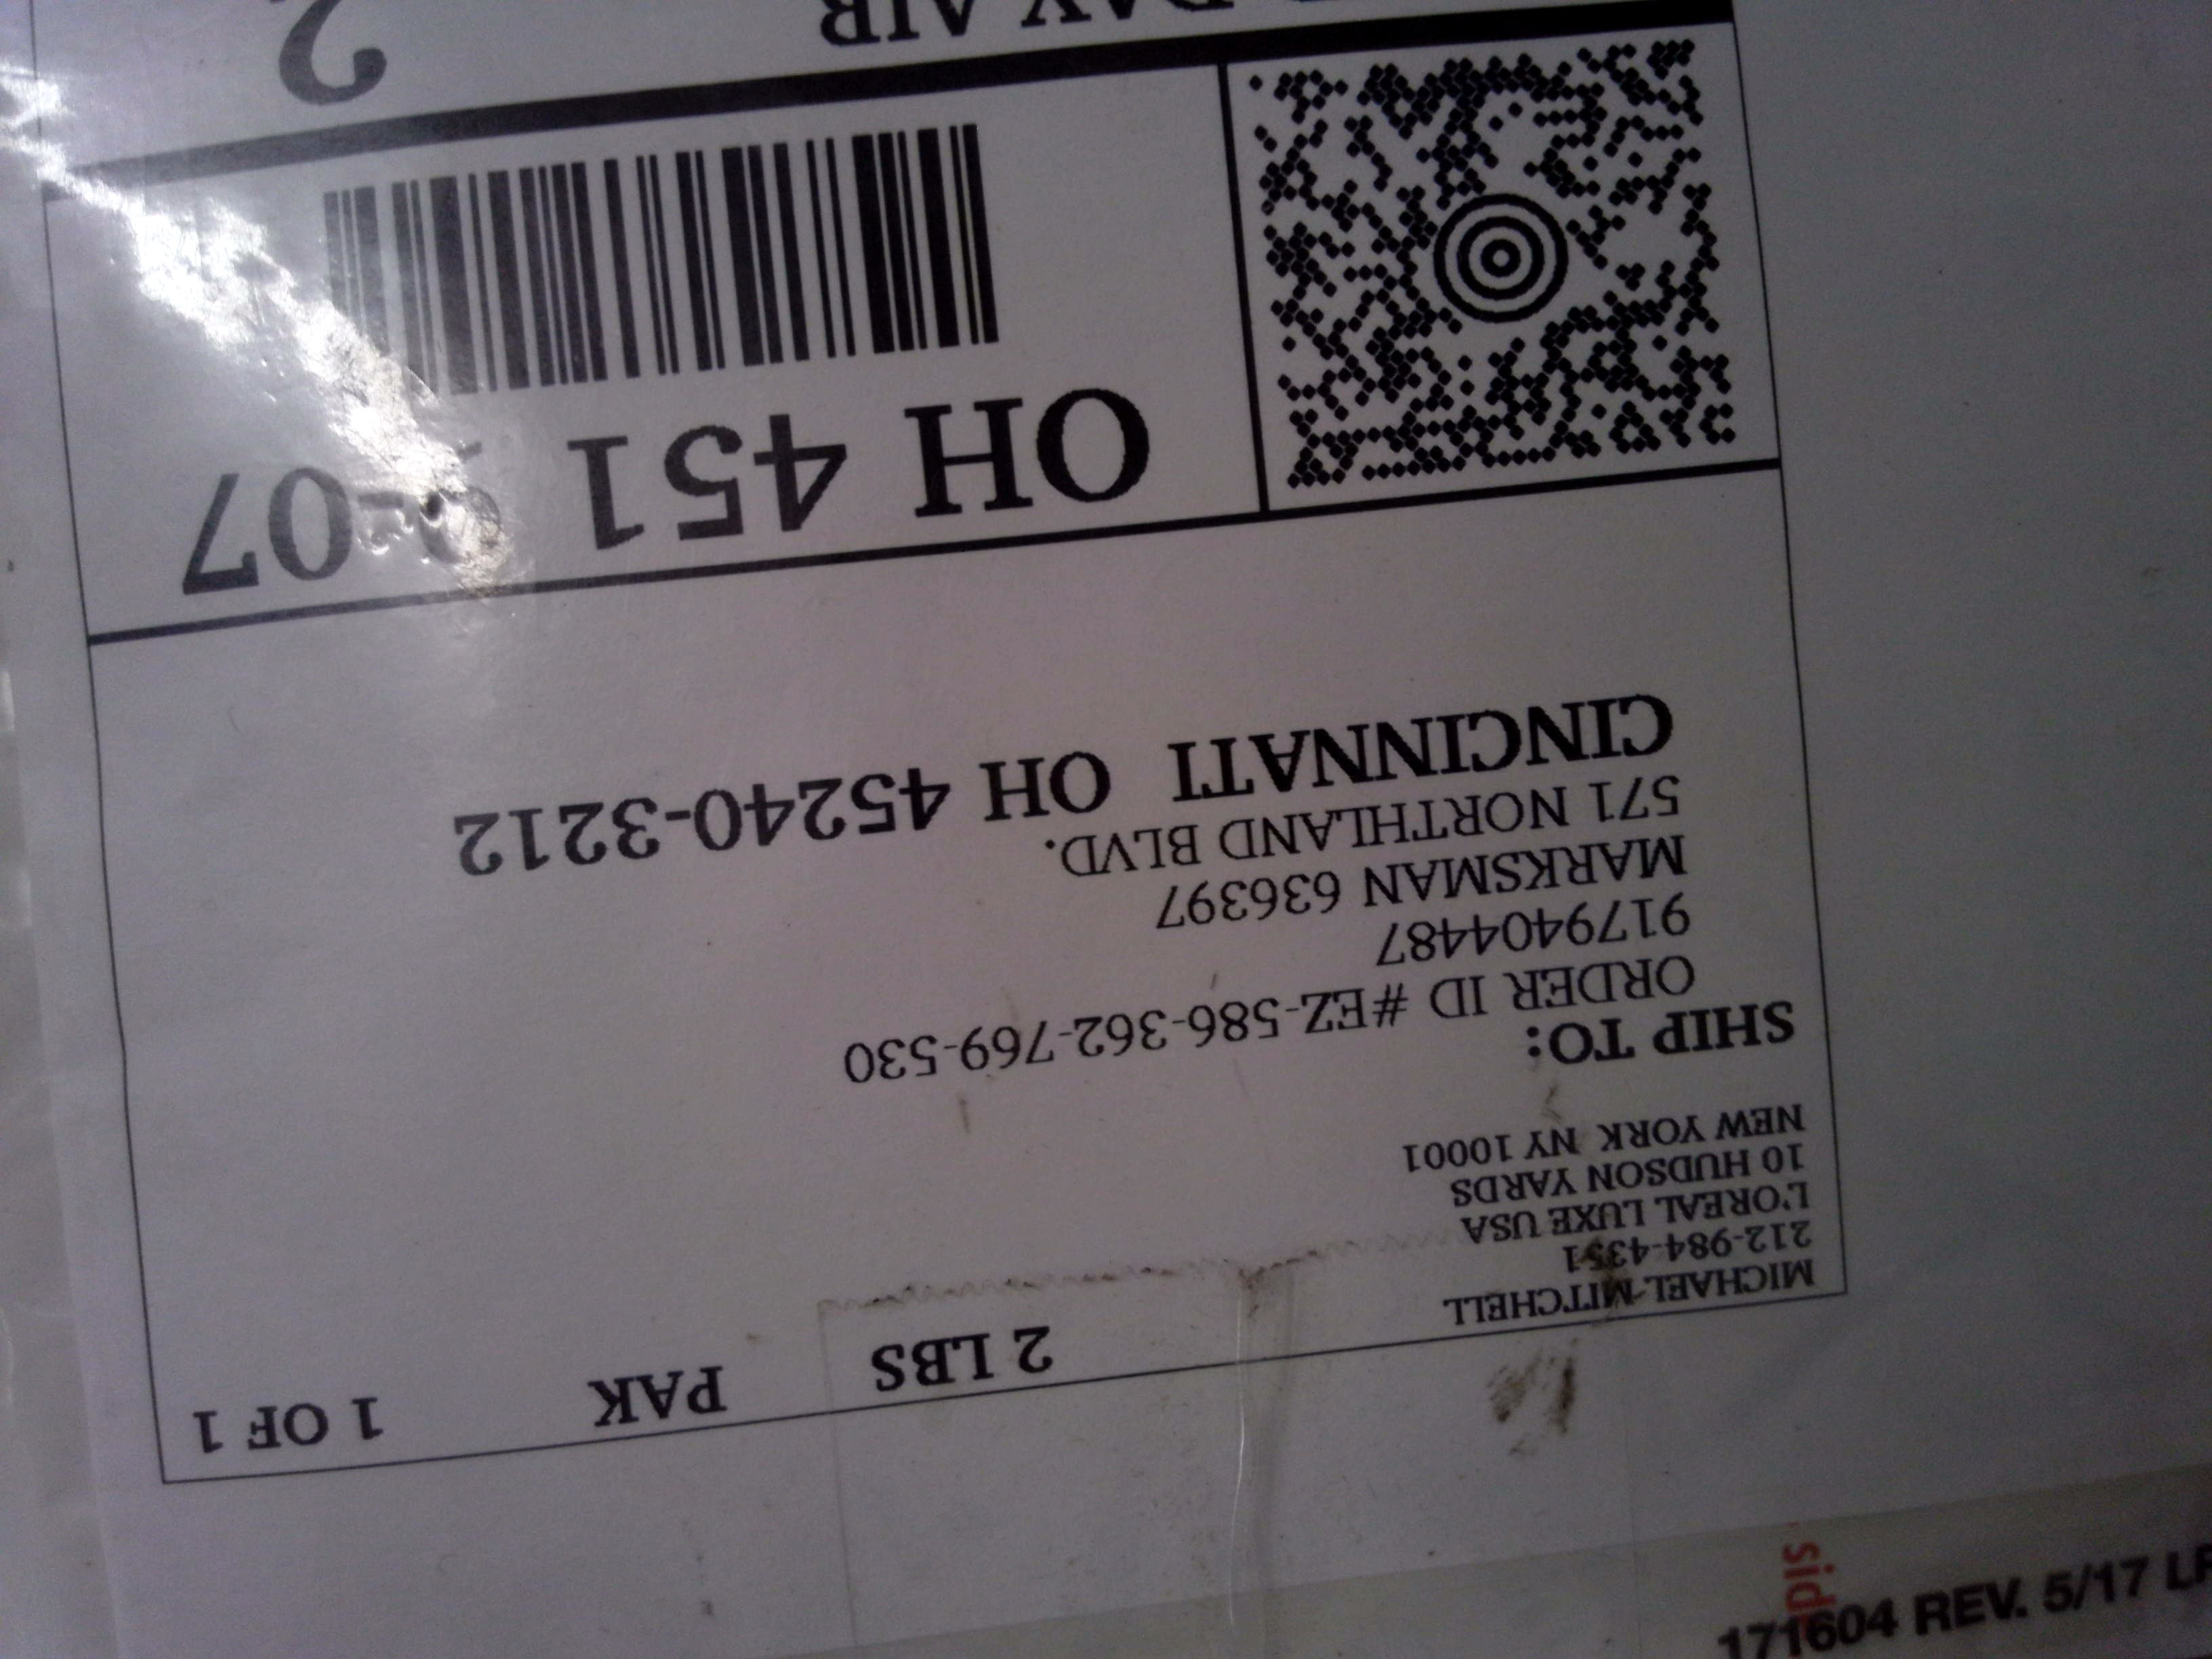 MICHAEL MITCHELL
212-984-4351
L'OREAL LUXE USA
10 HUDSON YARDS
NEW YORK NY 10001
2 LBS PAK 1 OF 1
SHIP TO:
ORDER ID #EZ-586-362-769-530
9179404487
MARKSMAN 636397
571 NORTHLAND BLVD.
CINCINNATI OH 45240-3212
OH 451 -07
DAY AIR 2
171604 REV. 5/17